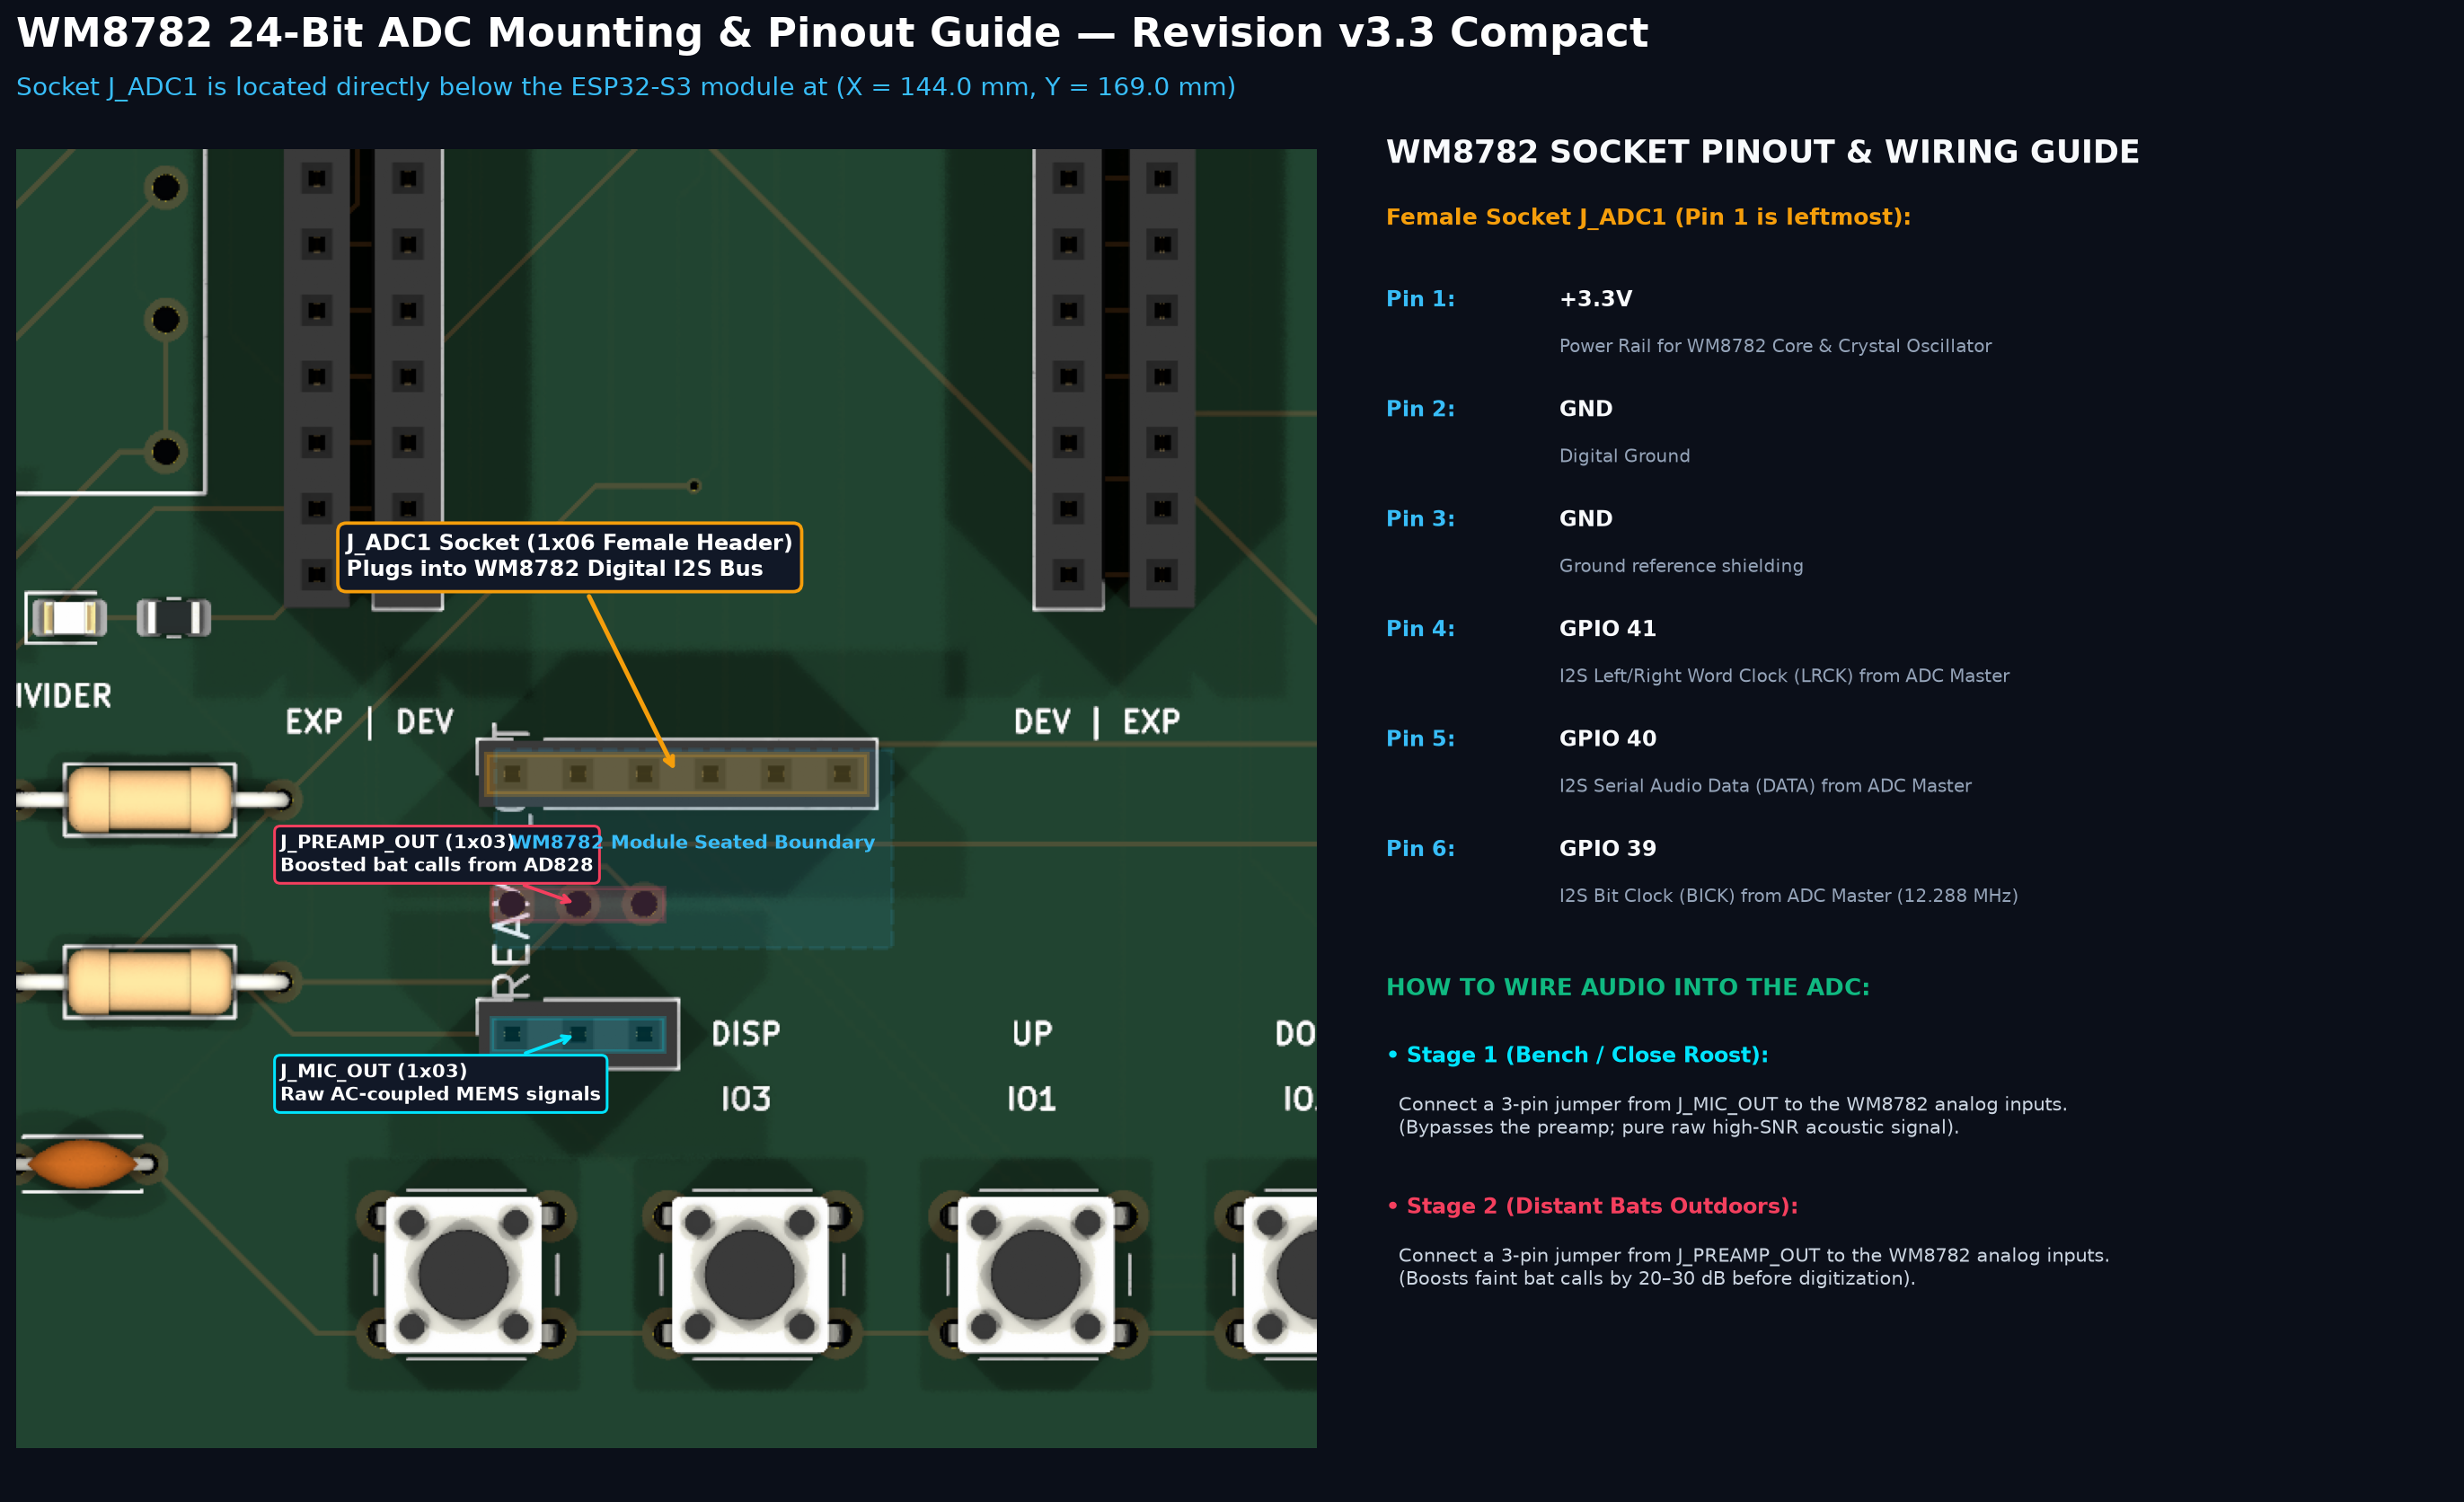 WM8782 24-Bit ADC Mounting & Pinout Guide — Revision v3.3 Compact
Socket J_ADC1 is located directly below the ESP32-S3 module at (X = 144.0 mm, Y = 169.0 mm)
J_ADC1 Socket (1x06 Female Header)
Plugs into WM8782 Digital I2S Bus
IVIDER
EXP | DEV
DEV | EXP
J_PREAMP_OUT (1x03)
Boosted bat calls from AD828
WM8782 Module Seated Boundary
REA
J_MIC_OUT (1x03)
Raw AC-coupled MEMS signals
DISP
IO3
UP
IO1
DO
IO
WM8782 SOCKET PINOUT & WIRING GUIDE
Female Socket J_ADC1 (Pin 1 is leftmost):
Pin 1: +3.3V
Power Rail for WM8782 Core & Crystal Oscillator
Pin 2: GND
Digital Ground
Pin 3: GND
Ground reference shielding
Pin 4: GPIO 41
I2S Left/Right Word Clock (LRCK) from ADC Master
Pin 5: GPIO 40
I2S Serial Audio Data (DATA) from ADC Master
Pin 6: GPIO 39
I2S Bit Clock (BICK) from ADC Master (12.288 MHz)
HOW TO WIRE AUDIO INTO THE ADC:
• Stage 1 (Bench / Close Roost):
Connect a 3-pin jumper from J_MIC_OUT to the WM8782 analog inputs.
(Bypasses the preamp; pure raw high-SNR acoustic signal).
• Stage 2 (Distant Bats Outdoors):
Connect a 3-pin jumper from J_PREAMP_OUT to the WM8782 analog inputs.
(Boosts faint bat calls by 20–30 dB before digitization).